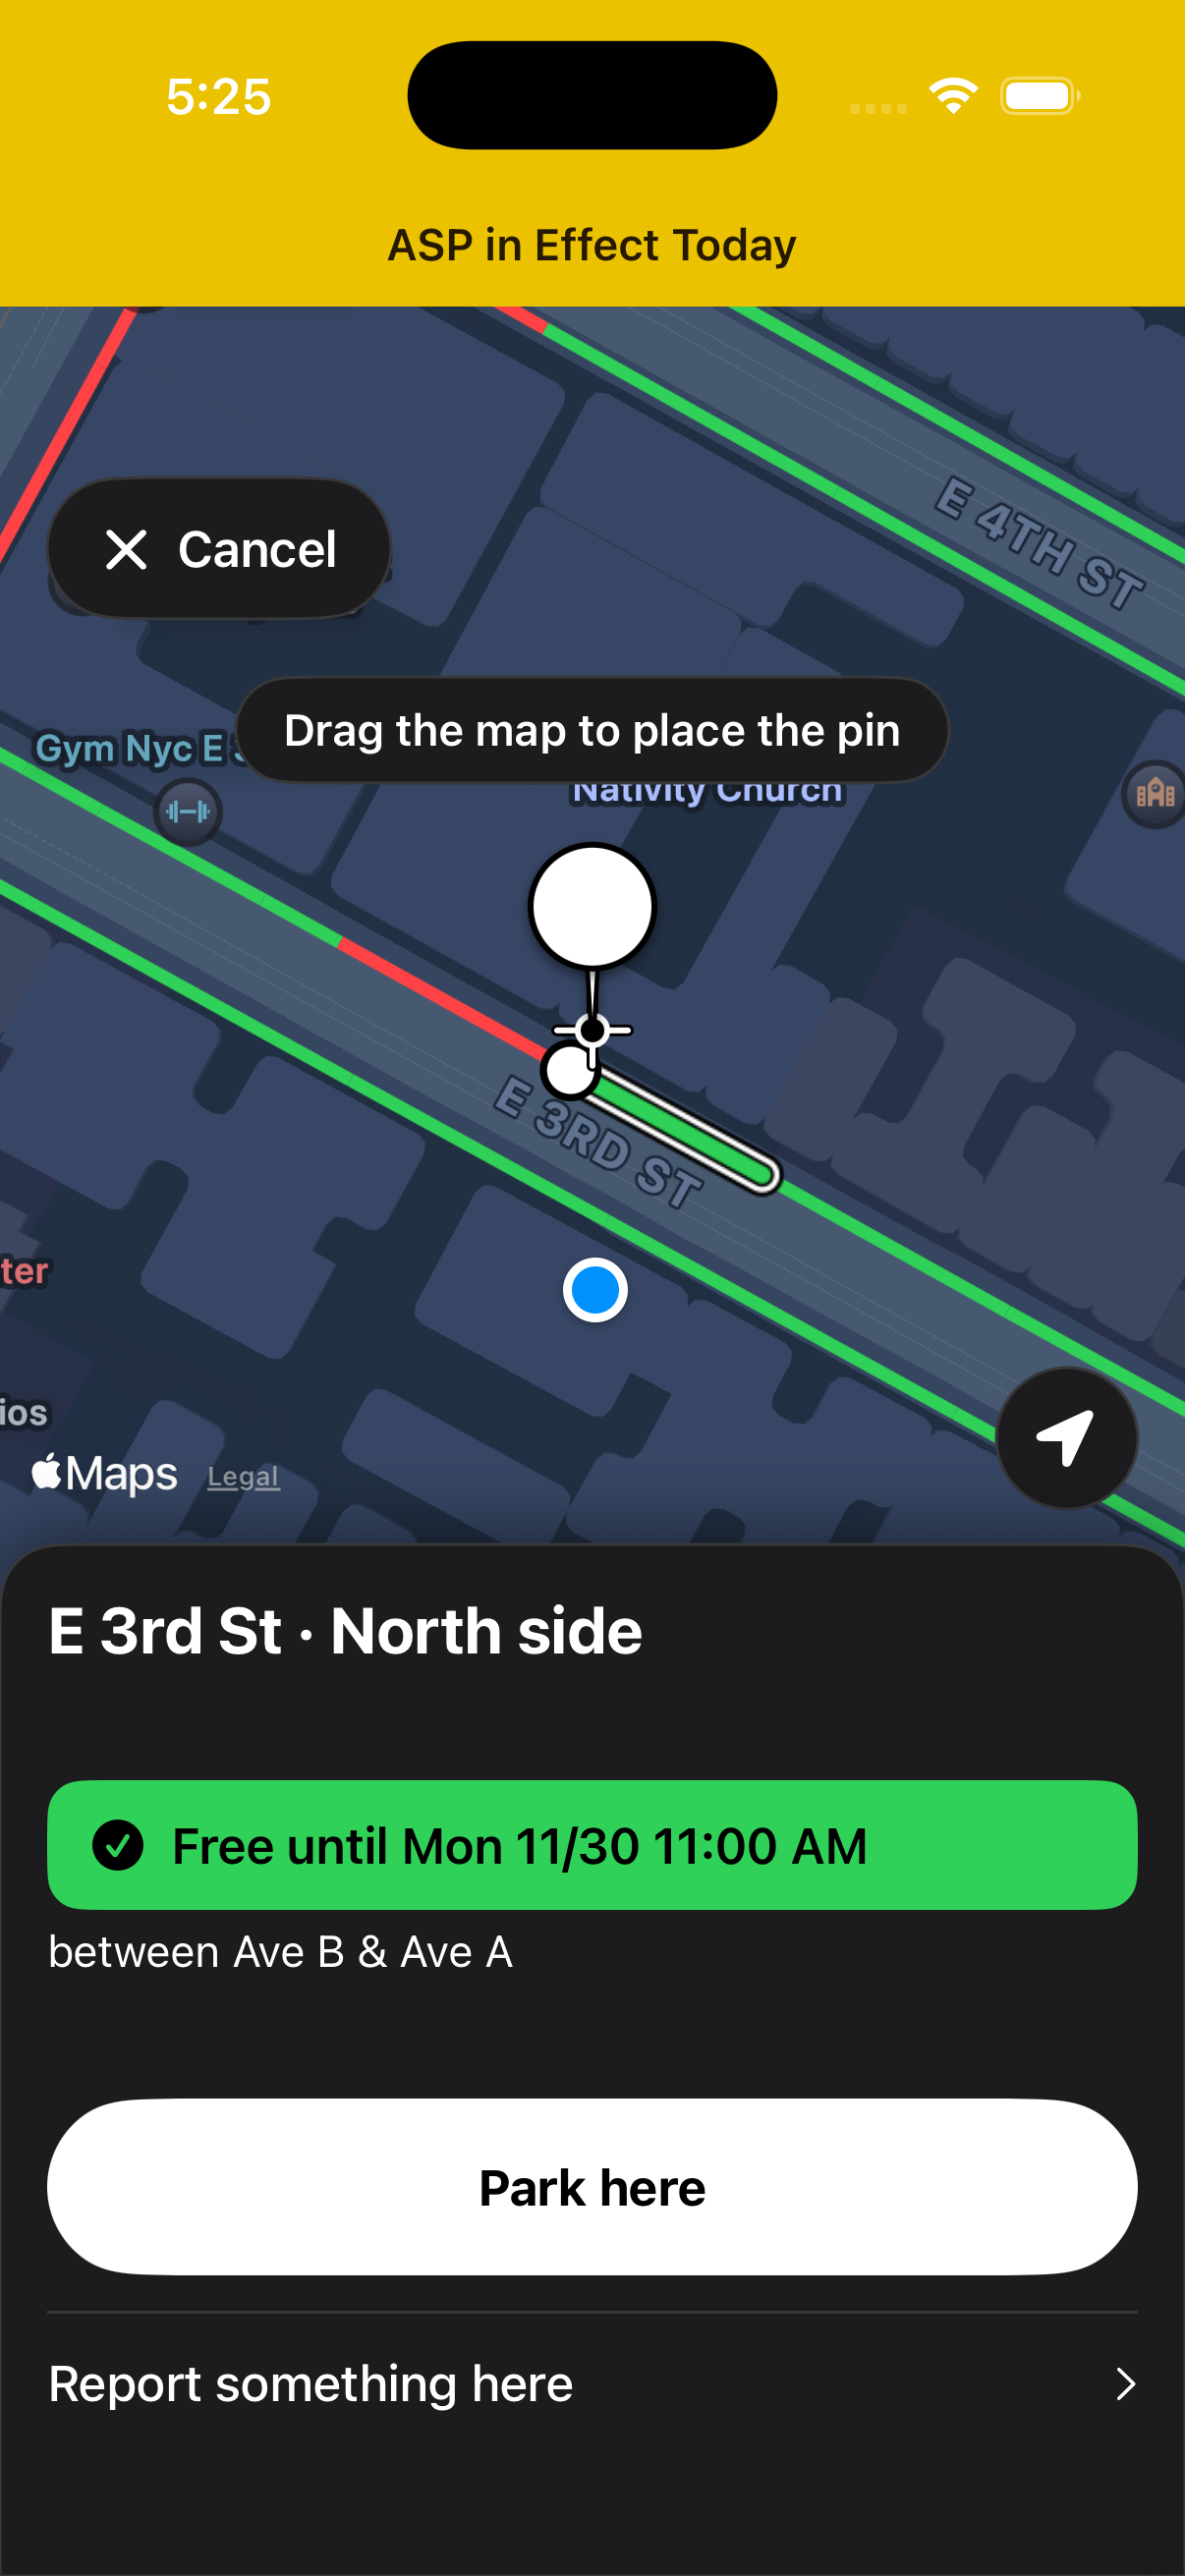 5:25
ASP in Effect Today
E 4TH ST
Cancel
Drag the map to place the pin
Gym Nyc E
Nativity Church
E 3RD ST
ter
ios
Maps Legal
E 3rd St · North side
Free until Mon 11/30 11:00 AM
between Ave B & Ave A
Park here
Report something here